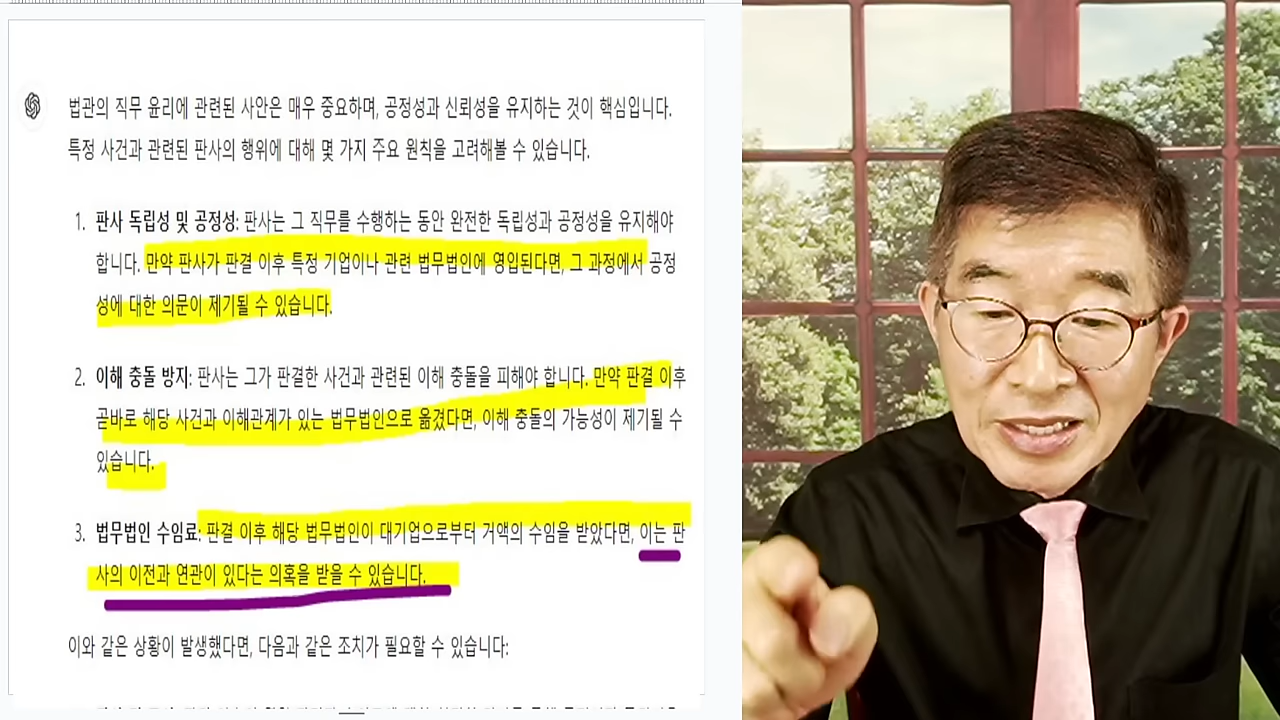 법관의 직무 윤리에 관련된 사안은 매우 중요하며, 공정성과 신뢰성을 유지하는 것이 핵심입니다.
특정 사건과 관련된 판사의 행위에 대해 몇 가지 주요 원칙을 고려해볼 수 있습니다.
1. 판사 독립성 및 공정성: 판사는 그 직무를 수행하는 동안 완전한 독립성과 공정성을 유지해야
합니다. 만약 판사가 판결 이후 특정 기업이나 관련 법무법인에 영입된다면, 그 과정에서 공정
성에 대한 의문이 제기될 수 있습니다.
2. 이해 충돌 방지: 판사는 그가 판결한 사건과 관련된 이해 충돌을 피해야 합니다. 만약 판결 이후
곧바로 해당 사건과 이해관계가 있는 법무법인으로 옮겼다면, 이해 충돌의 가능성이 제기될 수
있습니다.
3. 법무법인 수임료: 판결 이후 해당 법무법인이 대기업으로부터 거액의 수임을 받았다면, 이는 판
사의 이전과 연관이 있다는 의혹을 받을 수 있습니다.
이와 같은 상황이 발생했다면, 다음과 같은 조치가 필요할 수 있습니다: